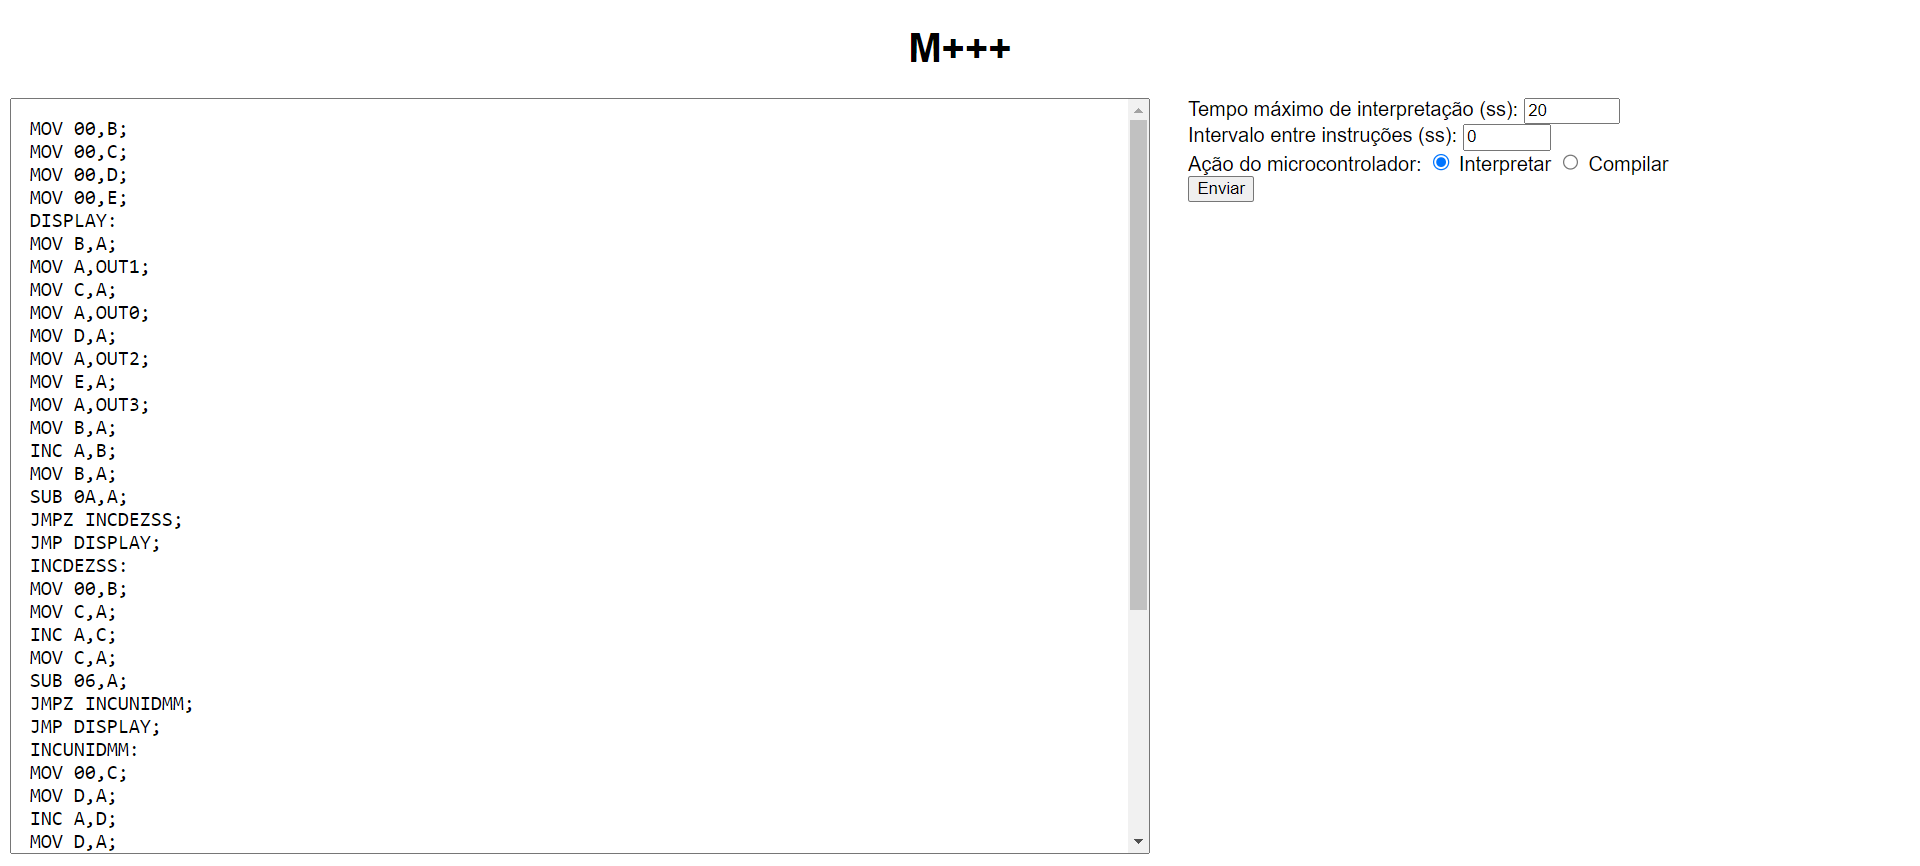 M+++
MOV 00,B;
MOV 00,C;
MOV 00,D;
MOV 00,E;
DISPLAY:
MOV B,A;
MOV A,OUT1;
MOV C,A;
MOV A,OUT0;
MOV D,A;
MOV A,OUT2;
MOV E,A;
MOV A,OUT3;
MOV B,A;
INC A,B;
MOV B,A;
SUB 0A,A;
JMPZ INCDEZSS;
JMP DISPLAY;
INCDEZSS:
MOV 00,B;
MOV C,A;
INC A,C;
MOV C,A;
SUB 06,A;
JMPZ INCUNIDMM;
JMP DISPLAY;
INCUNIDMM:
MOV 00,C;
MOV D,A;
INC A,D;
MOV D,A;
Tempo máximo de interpretação (ss): 20
Intervalo entre instruções (ss): 0
Ação do microcontrolador: Interpretar Compilar
Enviar